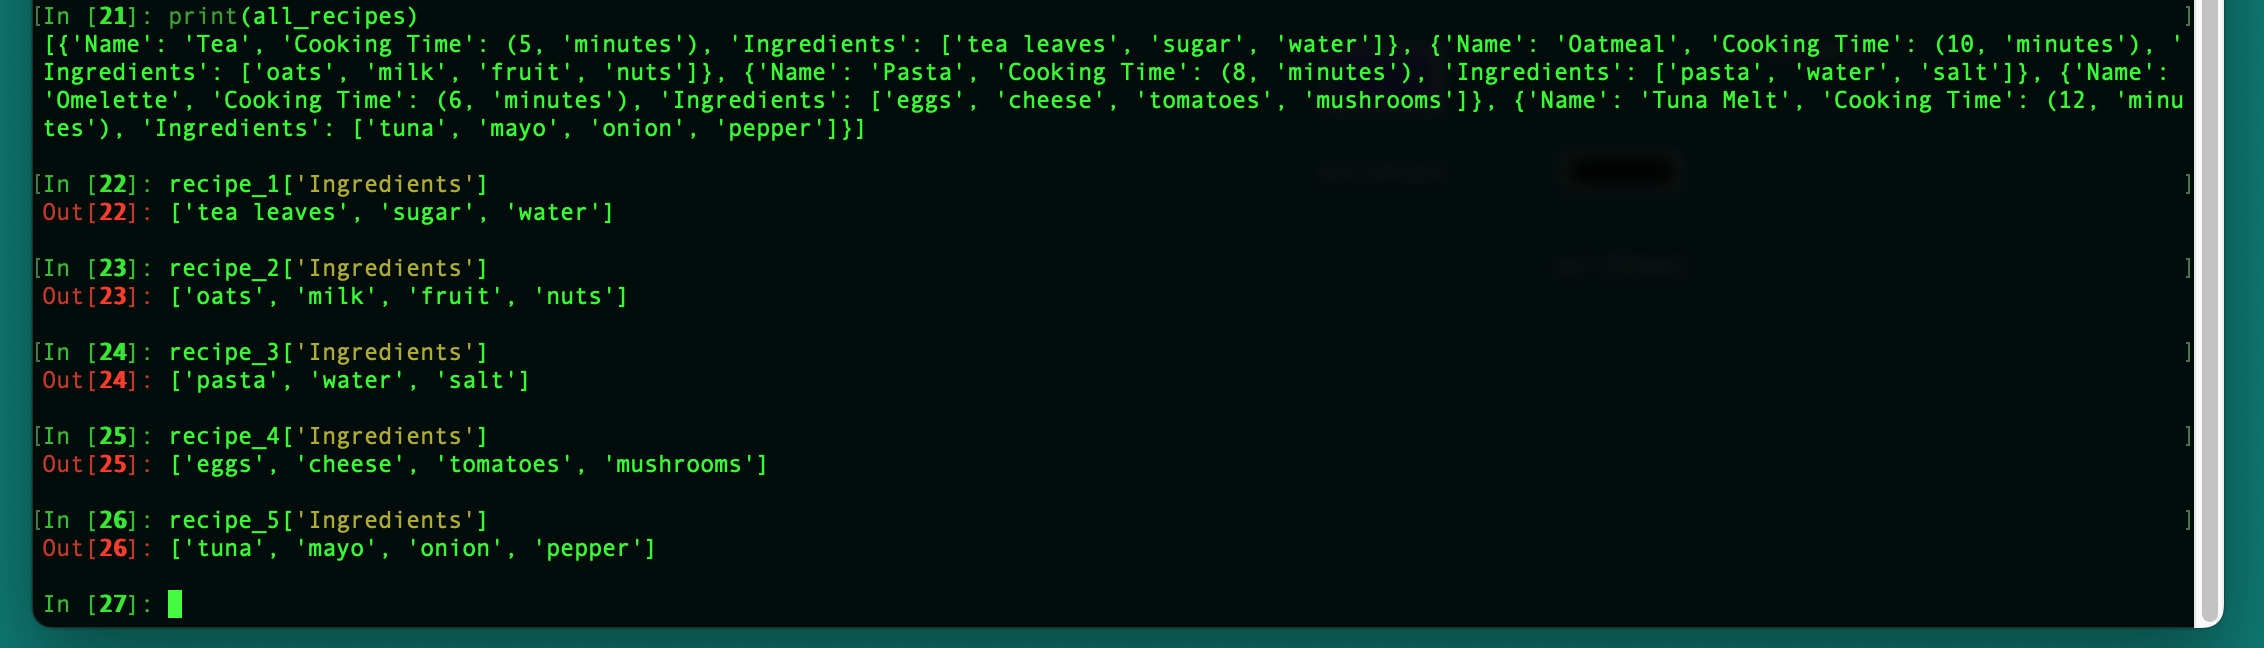 [In [21]: print(all_recipes)]
[{'Name': 'Tea', 'Cooking Time': (5, 'minutes'), 'Ingredients': ['tea leaves', 'sugar', 'water']}, {'Name': 'Oatmeal', 'Cooking Time': (10, 'minutes'), '
Ingredients': ['oats', 'milk', 'fruit', 'nuts']}, {'Name': 'Pasta', 'Cooking Time': (8, 'minutes'), 'Ingredients': ['pasta', 'water', 'salt']}, {'Name':
'Omelette', 'Cooking Time': (6, 'minutes'), 'Ingredients': ['eggs', 'cheese', 'tomatoes', 'mushrooms']}, {'Name': 'Tuna Melt', 'Cooking Time': (12, 'minu
tes'), 'Ingredients': ['tuna', 'mayo', 'onion', 'pepper']}]
[In [22]: recipe_1['Ingredients']]
Out[22]: ['tea leaves', 'sugar', 'water']
[In [23]: recipe_2['Ingredients']]
Out[23]: ['oats', 'milk', 'fruit', 'nuts']
[In [24]: recipe_3['Ingredients']]
Out[24]: ['pasta', 'water', 'salt']
[In [25]: recipe_4['Ingredients']]
Out[25]: ['eggs', 'cheese', 'tomatoes', 'mushrooms']
[In [26]: recipe_5['Ingredients']]
Out[26]: ['tuna', 'mayo', 'onion', 'pepper']
In [27]: